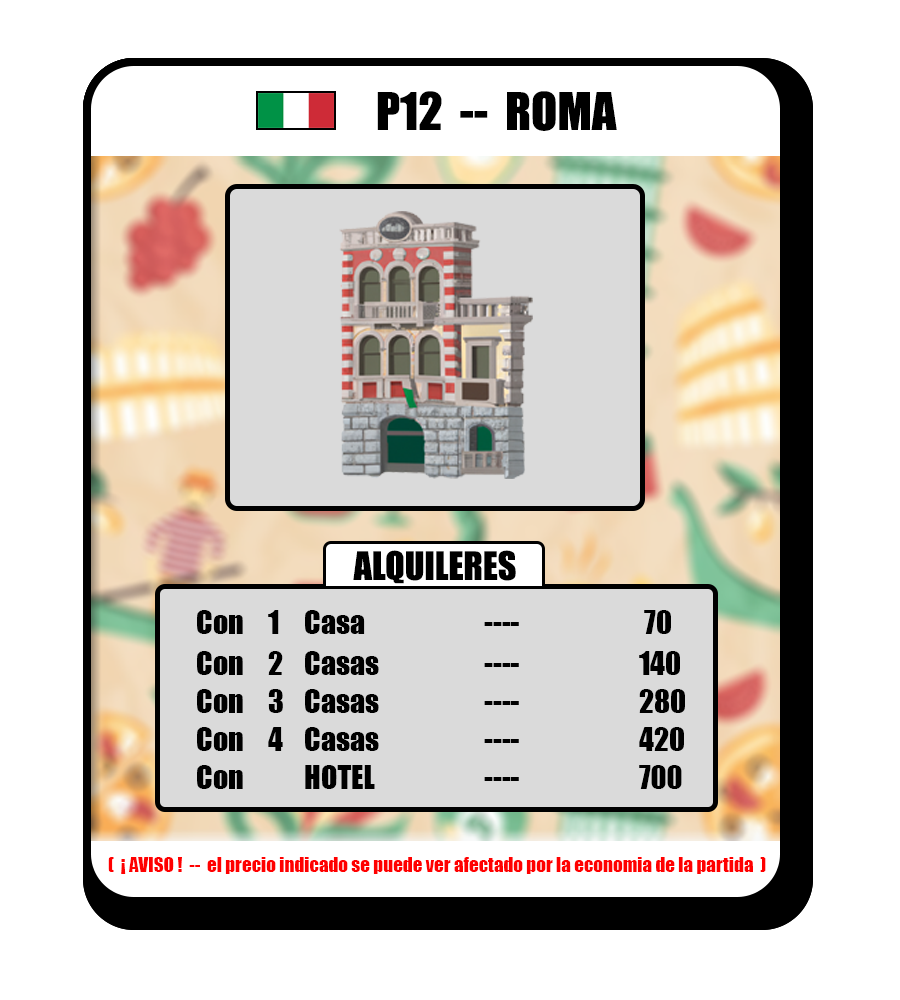 P12 -- ROMA
ALQUILERES
Con 1 Casa ---- 70
Con 2 Casas ---- 140
Con 3 Casas ---- 280
Con 4 Casas ---- 420
Con HOTEL ---- 700
( ¡ AVISO ! -- el precio indicado se puede ver afectado por la economia de la partida )